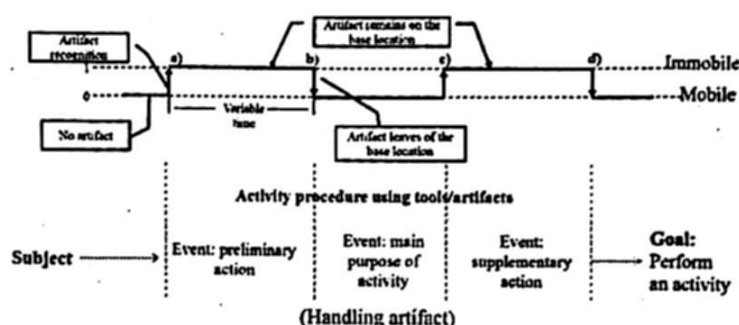 Artifact remains on the
base location
Artifact
recognition
a)
b)
c)
d)
1
Immobile
0
Mobile
Variable
time
No artifact
Artifact leaves of the
base location
Activity procedure using tools/artifacts
Subject
Event: preliminary
action
Event: main
purpose of
activity
Event:
supplementary
action
Goal:
Perform
an activity
(Handling artifact)